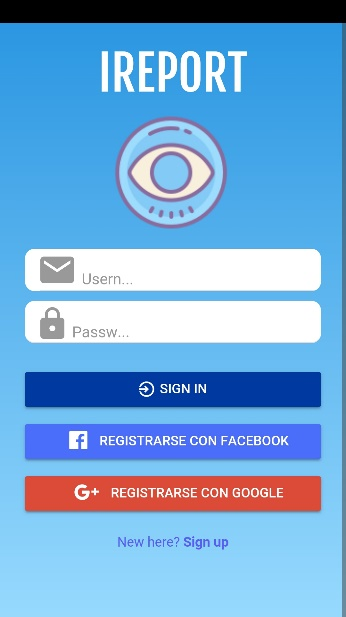 IREPORT
Usern...
Passw...
SIGN IN
REGISTRARSE CON FACEBOOK
G+ REGISTRARSE CON GOOGLE
New here? Sign up